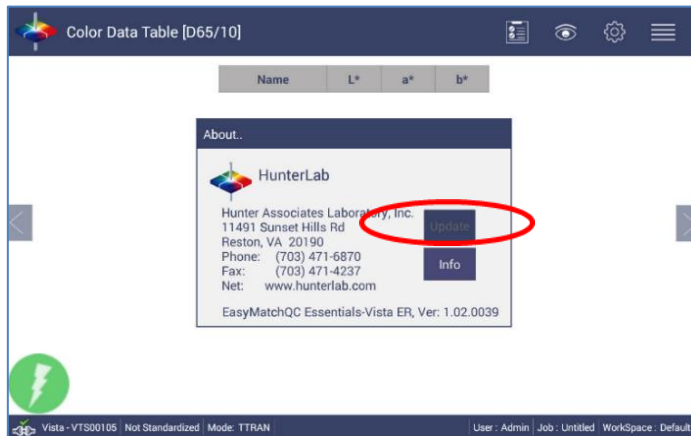 Color Data Table [D65/10]
Name L* a* b*
About..
HunterLab
Hunter Associates Laboratory, Inc.
11491 Sunset Hills Rd
Reston, VA 20190
Phone: (703) 471-6870
Fax: (703) 471-4237
Net: www.hunterlab.com
Update
Info
EasyMatchQC Essentials-Vista ER, Ver: 1.02.0039
Vista - VTS00105 Not Standardized Mode: TTRAN User : Admin Job : Untitled WorkSpace : Default